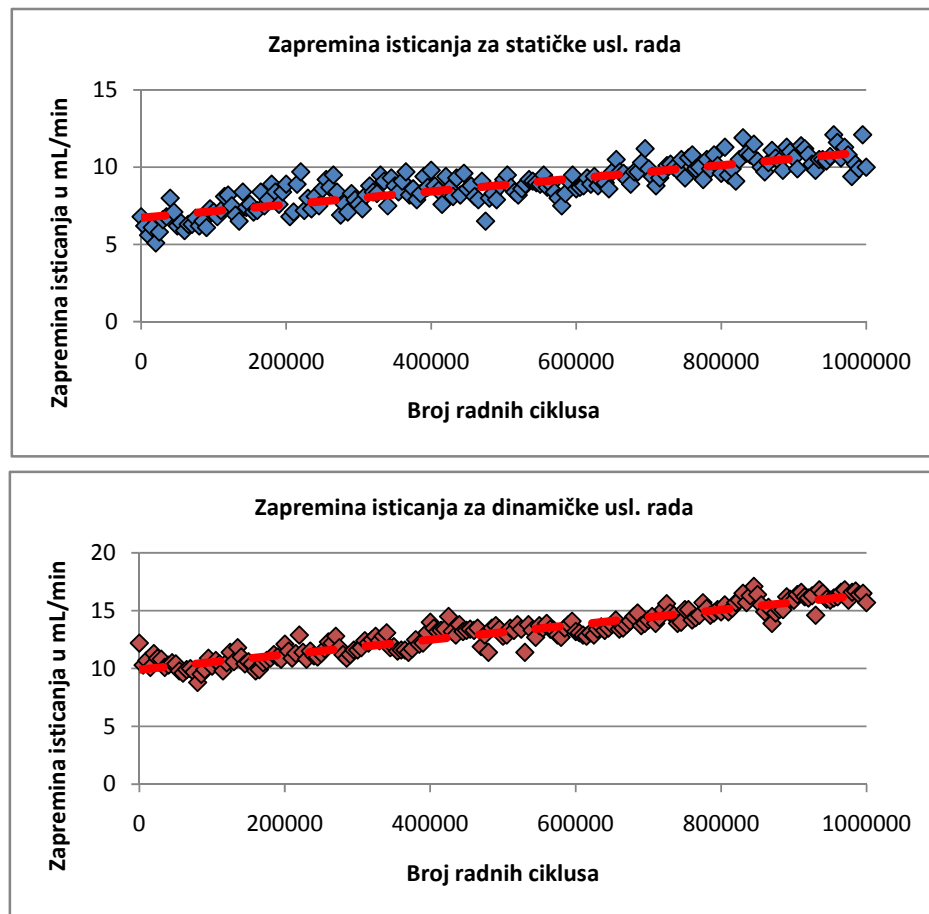 Zapremina isticanja za statičke usl. rada
Zapremina isticanja u mL/min
15
10
5
0
0 200000 400000 600000 800000 1000000
Broj radnih ciklusa
Zapremina isticanja za dinamičke usl. rada
Zapremina isticanja u mL/min
20
15
10
5
0
0 200000 400000 600000 800000 1000000
Broj radnih ciklusa